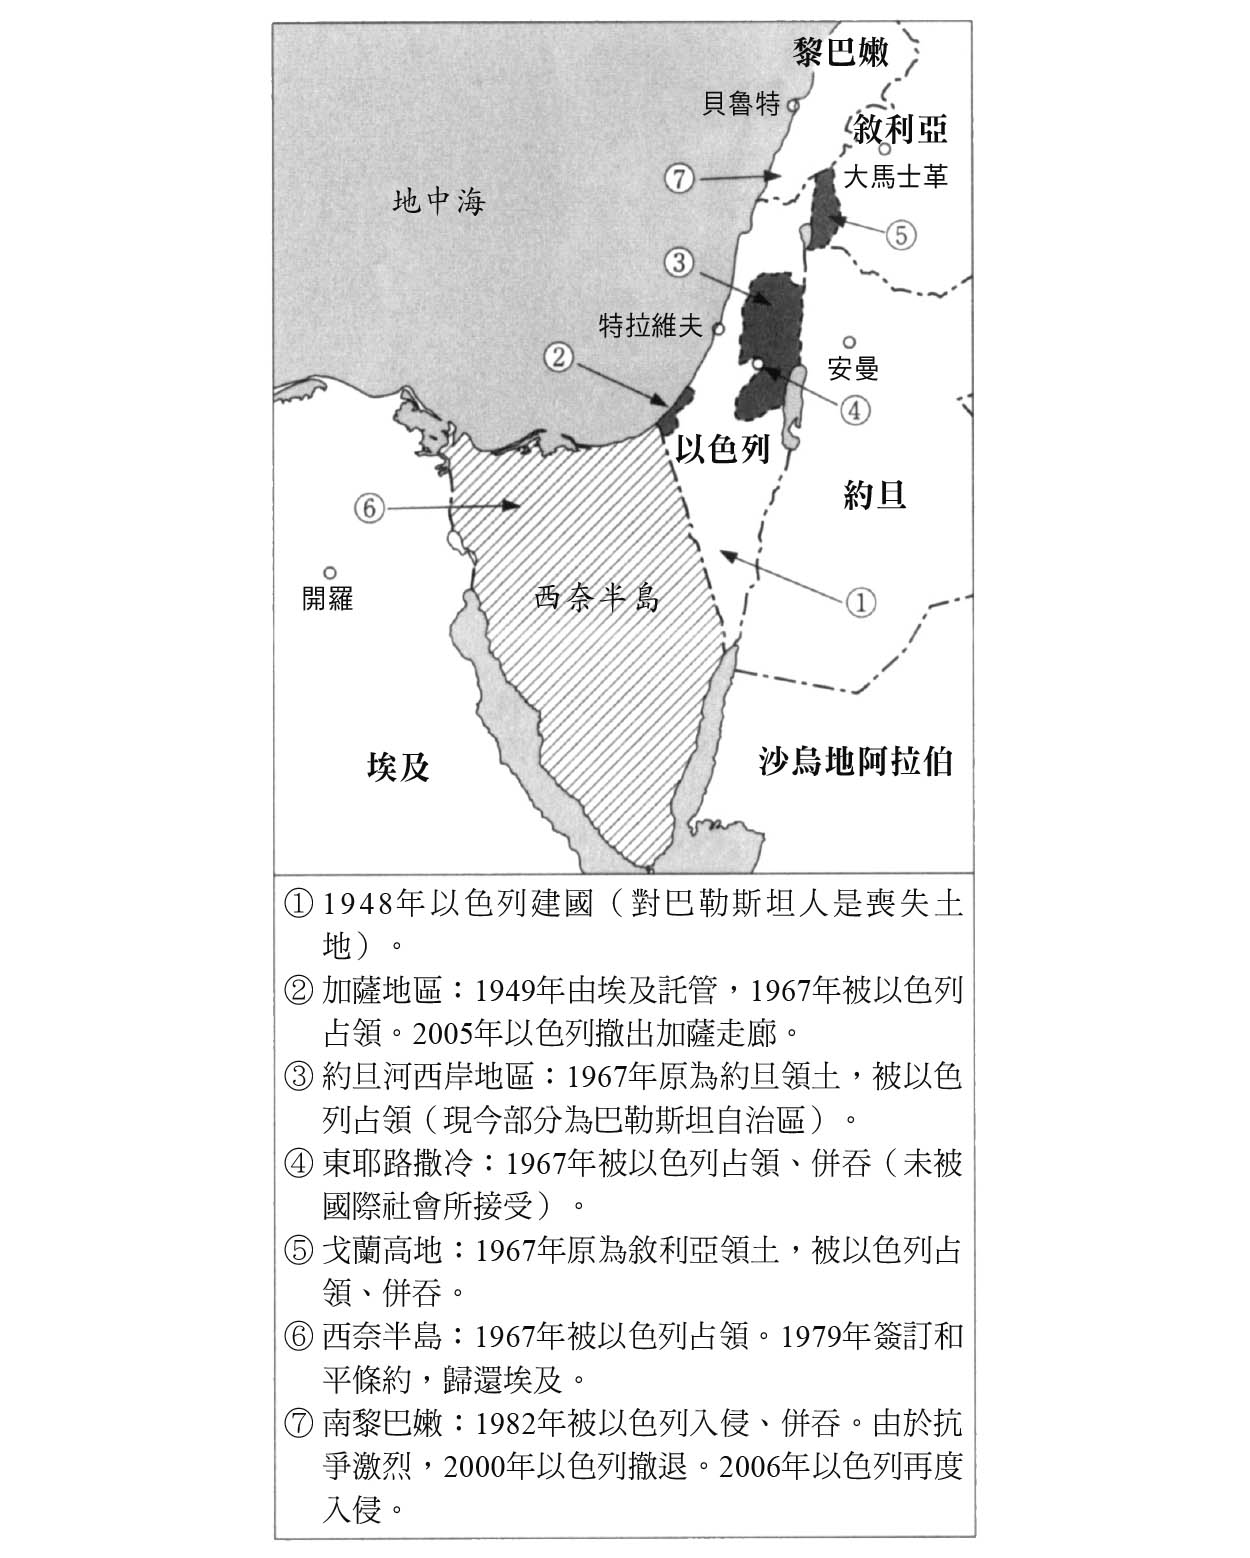 黎巴嫩
貝魯特
敘利亞
大馬士革
⑦
地中海
⑤
③
特拉維夫
②
安曼
④
以色列
約旦
⑥
西奈半島
開羅
①
埃及
沙烏地阿拉伯
① 1948年以色列建國（對巴勒斯坦人是喪失土
地）。
② 加薩地區：1949年由埃及託管，1967年被以色列
占領。2005年以色列撤出加薩走廊。
③ 約旦河西岸地區：1967年原為約旦領土，被以色
列占領（現今部分為巴勒斯坦自治區）。
④ 東耶路撒冷：1967年被以色列占領、併吞（未被
國際社會所接受）。
⑤ 戈蘭高地：1967年原為敘利亞領土，被以色列占
領、併吞。
⑥ 西奈半島：1967年被以色列占領。1979年簽訂和
平條約，歸還埃及。
⑦ 南黎巴嫩：1982年被以色列入侵、併吞。由於抗
爭激烈，2000年以色列撤退。2006年以色列再度
入侵。